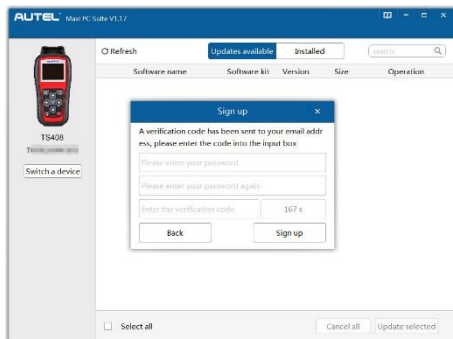 AUTEL Maxi PC Suite V1.17
Refresh Updates available Installed search
Software name Software kit Version Size Operation
TS408
Switch a device
Sign up ×
A verification code has been sent to your email addr
ess, please enter the code into the input box
Please enter your password
Please enter your password again
Enter the verification code 167 s
Back Sign up
Select all Cancel all Update selected